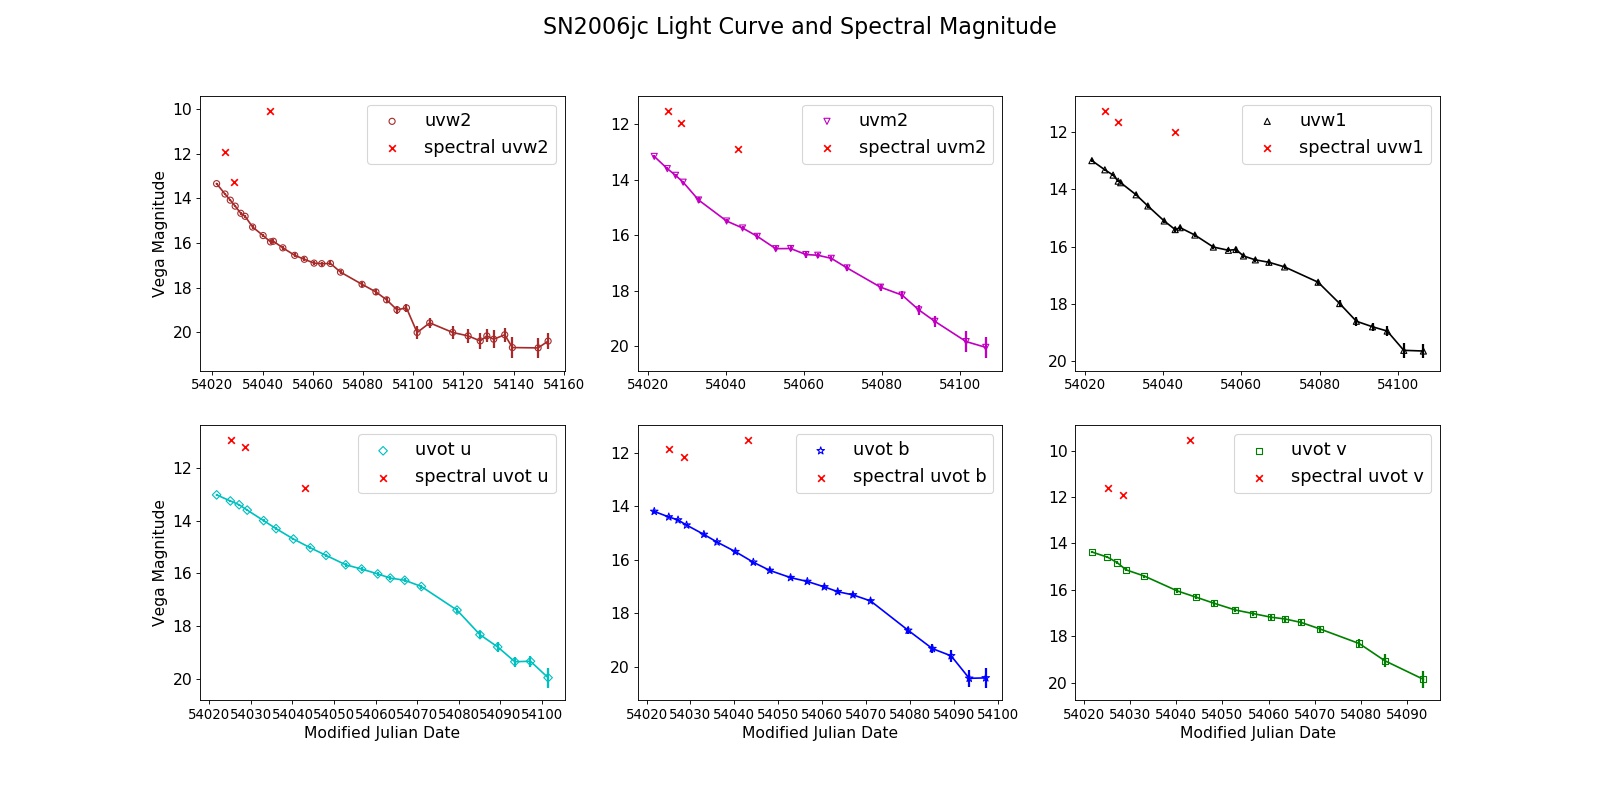 SN2006jc Light Curve and Spectral Magnitude
Vega Magnitude
10
12
14
16
18
20
uvw2
spectral uvw2
54020 54040 54060 54080 54100 54120 54140 54160
12
14
16
18
20
uvm2
spectral uvm2
54020 54040 54060 54080 54100
12
14
16
18
20
uvw1
spectral uvw1
54020 54040 54060 54080 54100
Vega Magnitude
12
14
16
18
20
uvot u
spectral uvot u
54020 54030 54040 54050 54060 54070 54080 54090 54100
Modified Julian Date
12
14
16
18
20
uvot b
spectral uvot b
54020 54030 54040 54050 54060 54070 54080 54090 54100
Modified Julian Date
10
12
14
16
18
20
uvot v
spectral uvot v
54020 54030 54040 54050 54060 54070 54080 54090
Modified Julian Date